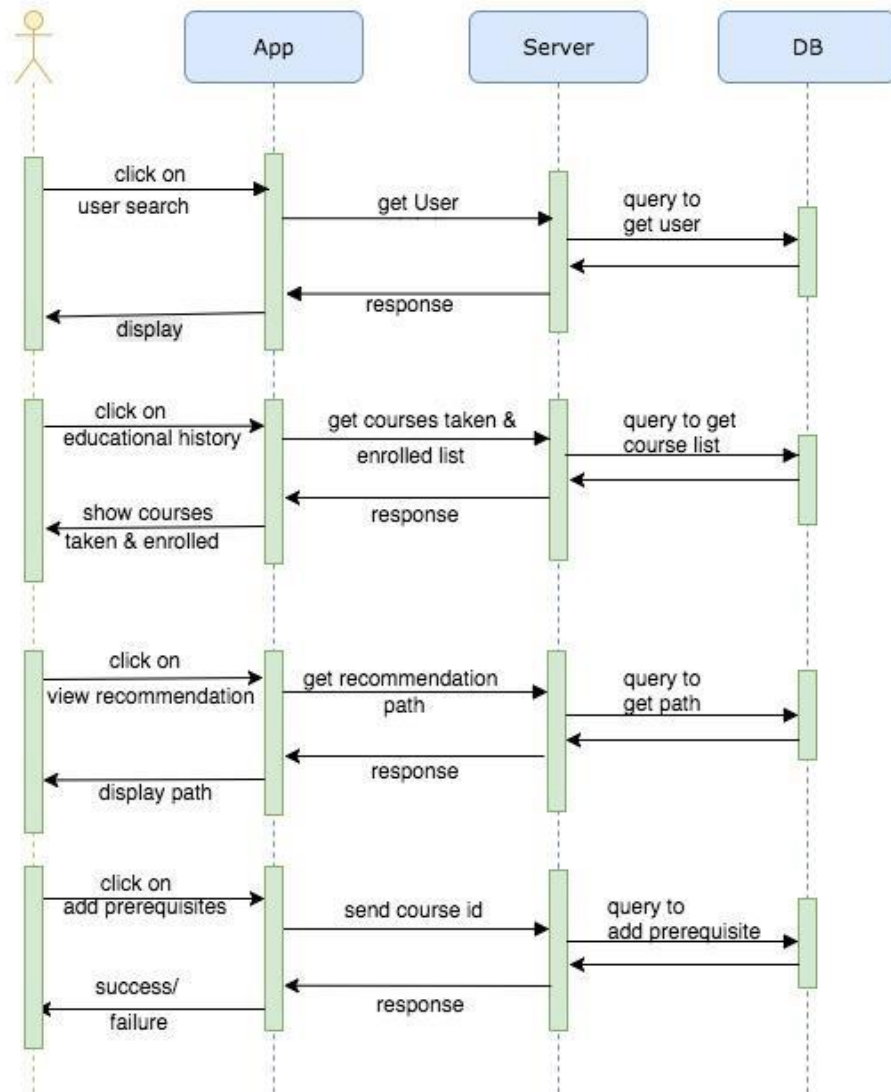 App
Server
DB
click on
user search
get User
query to
get user
response
display
click on
educational history
get courses taken &
enrolled list
query to get
course list
response
show courses
taken & enrolled
click on
view recommendation
get recommendation
path
query to
get path
response
display path
click on
add prerequisites
send course id
query to
add prerequisite
response
success/
failure